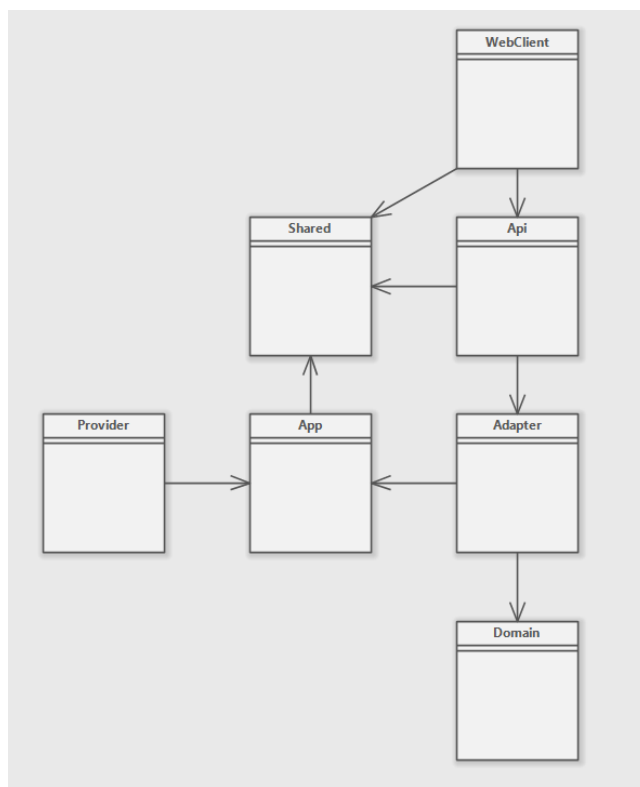 WebClient
Shared
Api
Provider
App
Adapter
Domain